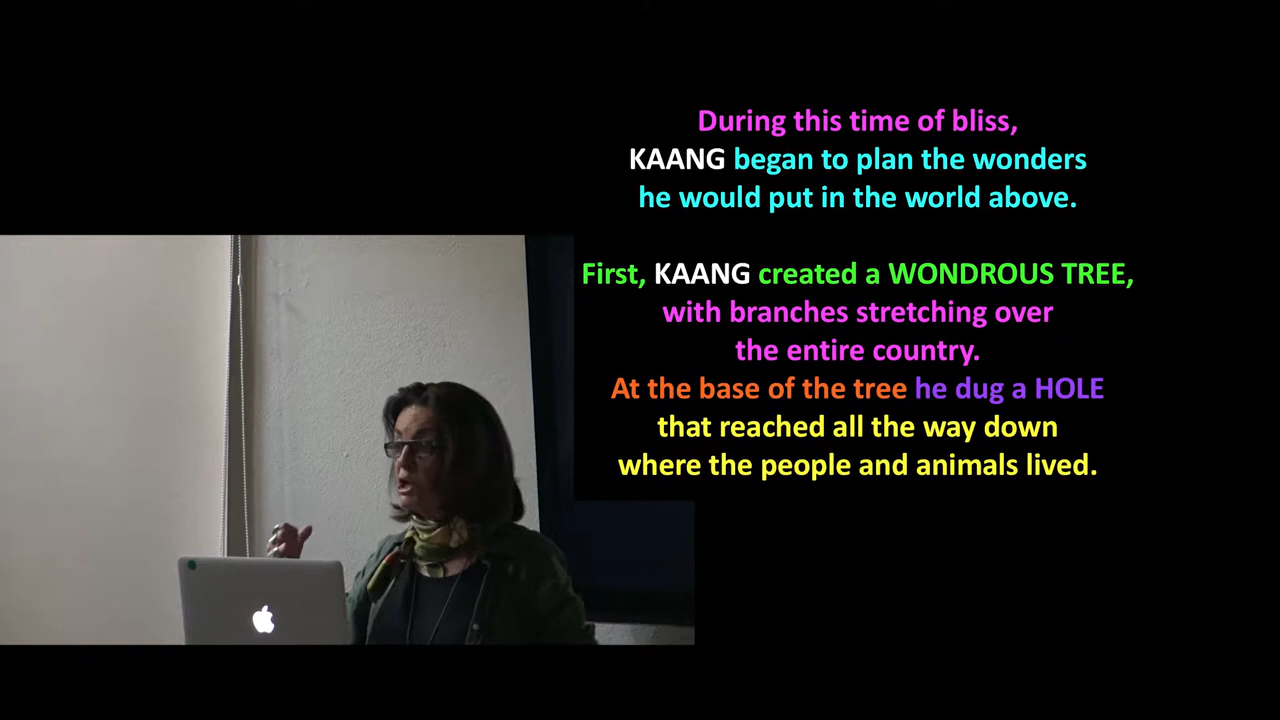 During this time of bliss,
KAANG began to plan the wonders
he would put in the world above.
First, KAANG created a WONDROUS TREE,
with branches stretching over
the entire country.
At the base of the tree he dug a HOLE
that reached all the way down
where the people and animals lived.